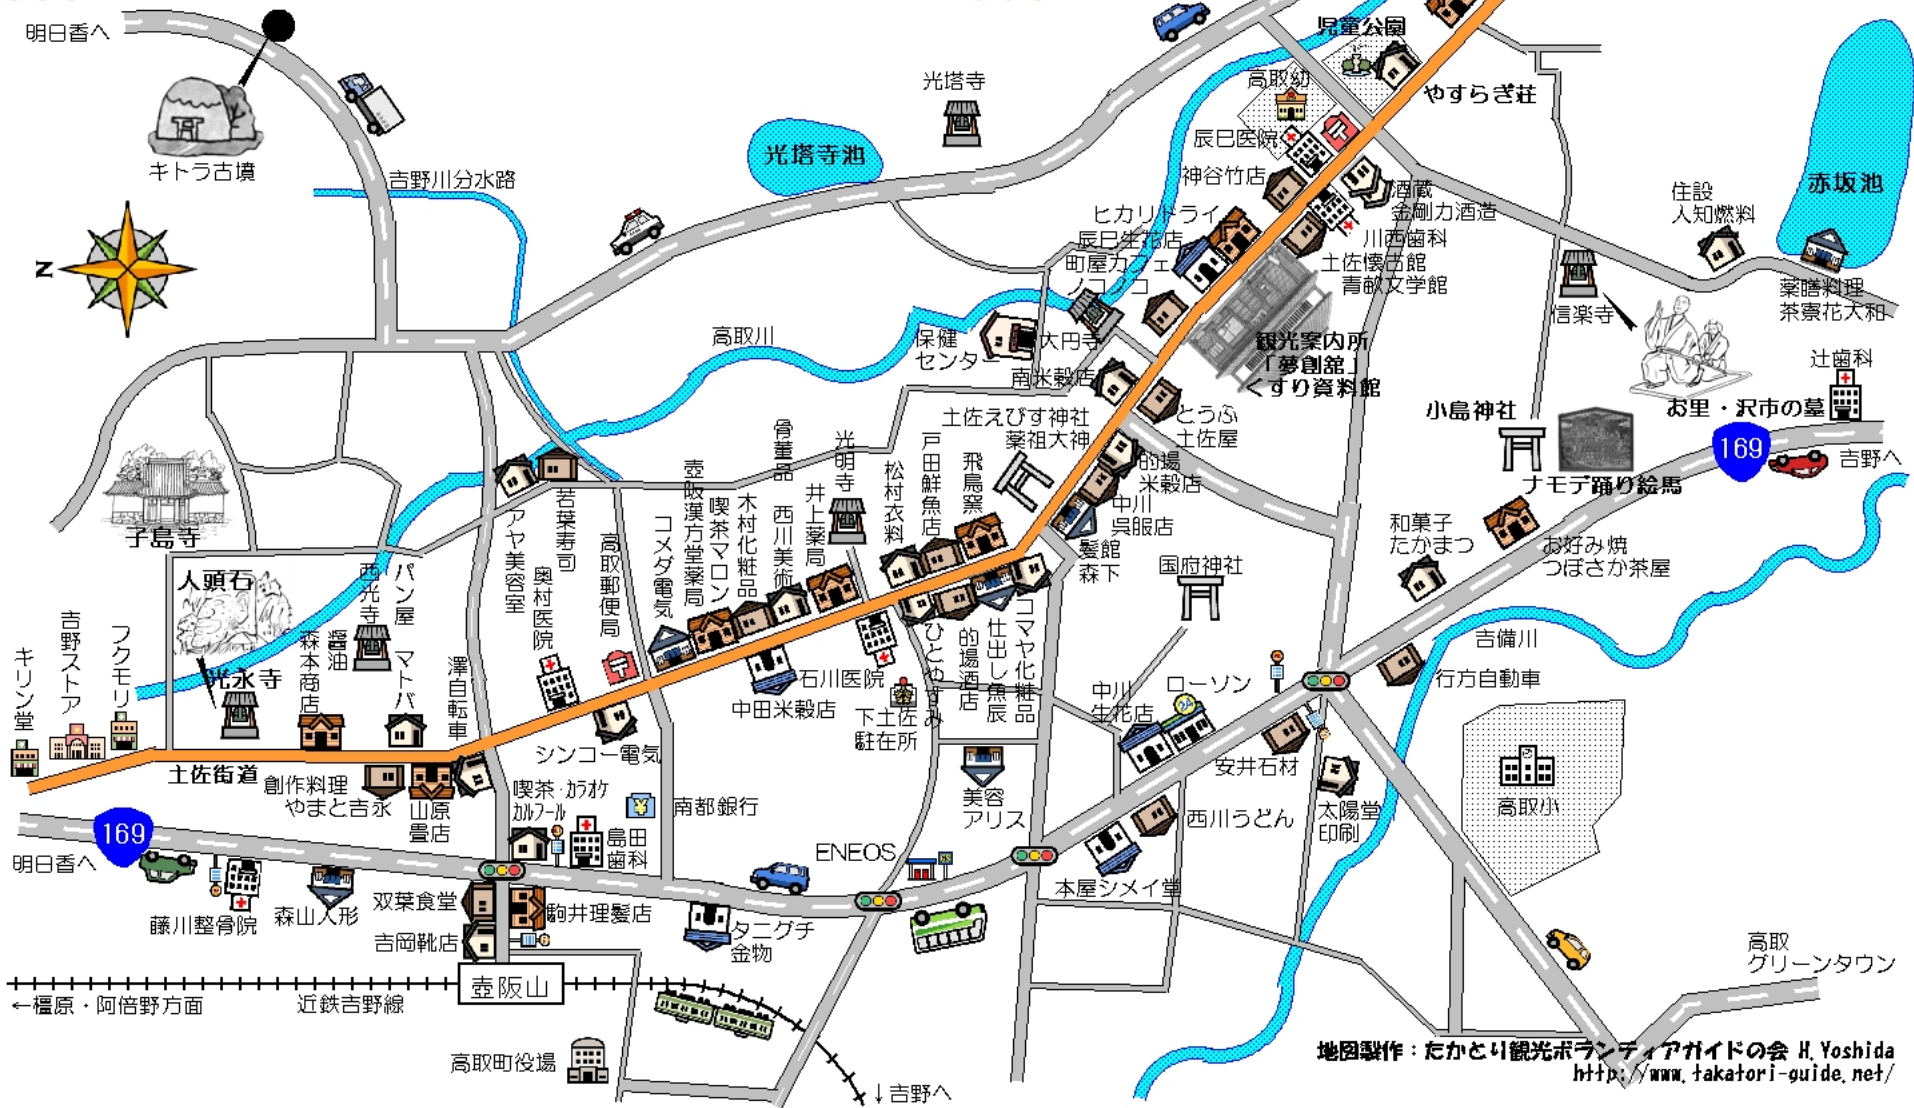 明日香へ
キトラ古墳
吉野川分水路
N
光塔寺池
光塔寺
児童公園
高取幼
やすらぎ荘
辰巳医院
神谷竹店
酒蔵
金剛力酒造
ヒカリドライ
辰巳生花店
町屋カフェ
ノコノコ
川西歯科
土佐懐古館
青畝文学館
住設
入知燃料
赤坂池
薬膳料理
茶寮花大和
信楽寺
お里・沢市の墓
辻歯科
高取川
保健
センター
大円寺
南米穀店
観光案内所
「夢創舘」
くすり資料館
とうふ
土佐屋
土佐えびす神社
薬祖大神
的場
米穀店
中川
呉服店
髪館
森下
小島神社
ナモデ踊り絵馬
169
吉野へ
和菓子
たかまつ
お好み焼
つぼさか茶屋
国府神社
吉備川
行方自動車
高取小
子島寺
人頭石
光永寺
キリン堂
吉野ストア
フクモリ
土佐街道
森本商店
醤油
西光寺
パン屋
マトバ
澤自転車
アヤ美容室
若葉寿司
奥村医院
高取郵便局
コメダ電気
壺阪漢方堂薬局
喫茶マロン
木村化粧品
骨董品
西川美術
井上薬局
光明寺
松村衣料
戸田鮮魚店
飛鳥窯
創作料理
やまと吉永
山原
畳店
シンコー電気
中田米穀店
石川医院
下土佐
駐在所
ひとやすみ
的場酒店
仕出し魚辰
コマヤ化粧品
美容
アリス
中川
生花店
ローソン
安井石材
太陽堂
印刷
西川うどん
本屋シメイ堂
喫茶・カラオケ
カルフール
島田
歯科
南都銀行
ENEOS
169
明日香へ
藤川整骨院
森山人形
双葉食堂
吉岡靴店
駒井理髪店
タニグチ
金物
壺阪山
←橿原・阿倍野方面
近鉄吉野線
高取町役場
↓吉野へ
高取
グリーンタウン
地図製作：たかとり観光ボランティアガイドの会 H.Yoshida
http://www.takatori-guide.net/